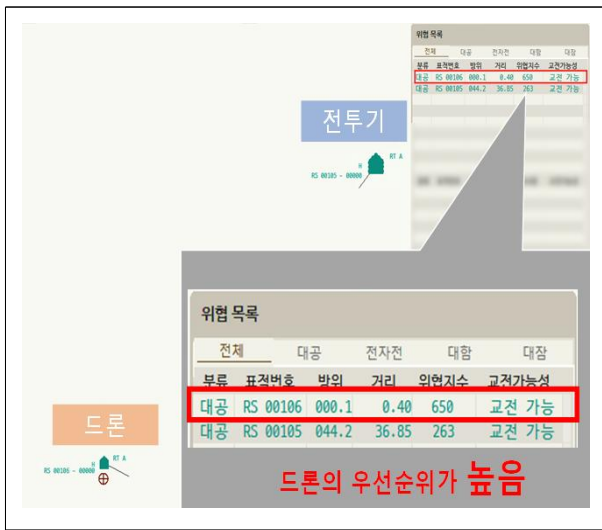 위협 목록
전체 대공 전자전 대함 대잠
분류 표적번호 방위 거리 위협지수 교전가능성
대공 RS 00106 000.1 0.40 650 교전 가능
대공 RS 00105 044.2 36.85 263 교전 가능
전투기
H RT A
RS 00105 - 00000
위협 목록
전체 대공 전자전 대함 대잠
분류 표적번호 방위 거리 위협지수 교전가능성
대공 RS 00106 000.1 0.40 650 교전 가능
대공 RS 00105 044.2 36.85 263 교전 가능
드론
H RT A
RS 00106 - 00000
드론의 우선순위가 높음